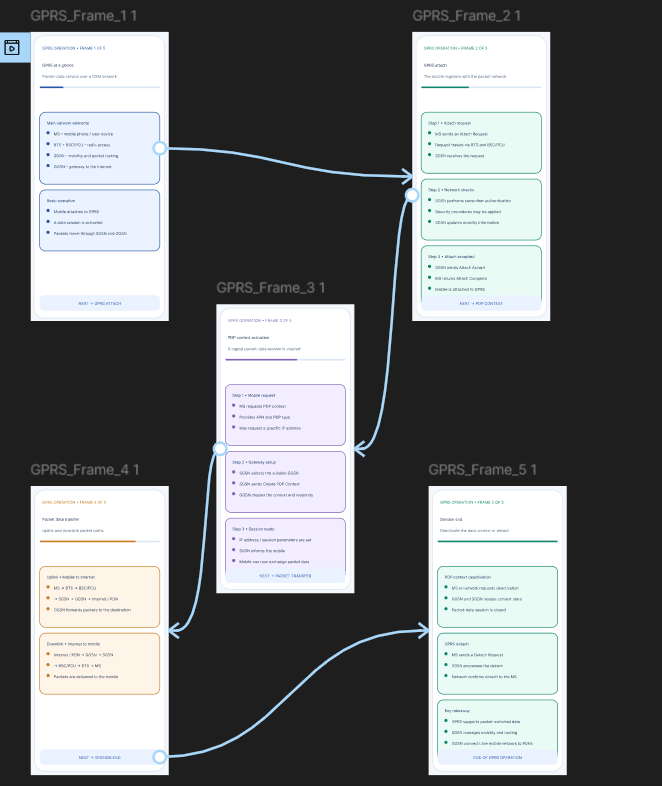 GPRS_Frame_1 1
GPRS OPERATION • FRAME 1 OF 5
GPRS at a glance
Packet data service over a GSM network
Main network elements
MS – mobile phone / user device
BTS + BSC/PCU – radio access
SGSN – mobility and packet routing
GGSN – gateway to the Internet
Basic operation
Mobile attaches to GPRS
A data session is activated
Packets travel through SGSN and GGSN
NEXT → GPRS ATTACH
GPRS_Frame_2 1
GPRS OPERATION • FRAME 2 OF 5
GPRS attach
The mobile registers with the packet network
Step 1 • Attach request
MS sends an Attach Request
Request travels via BTS and BSC/PCU
SGSN receives the request
Step 2 • Network checks
SGSN performs subscriber authentication
Security procedures may be applied
SGSN updates mobility information
Step 3 • Attach accepted
SGSN sends Attach Accept
MS returns Attach Complete
Mobile is attached to GPRS
NEXT → PDP CONTEXT
GPRS_Frame_3 1
GPRS OPERATION • FRAME 3 OF 5
PDP context activation
A logical packet data session is created
Step 1 • Mobile request
MS requests PDP context
Provides APN and PDP type
May request a specific IP address
Step 2 • Gateway setup
SGSN selects the suitable GGSN
SGSN sends Create PDP Context
GGSN creates the context and responds
Step 3 • Session ready
IP address / session parameters are set
SGSN informs the mobile
Mobile can now exchange packet data
NEXT → PACKET TRANSFER
GPRS_Frame_4 1
GPRS OPERATION • FRAME 4 OF 5
Packet data transfer
Uplink and downlink packet paths
Uplink • Mobile to Internet
MS → BTS → BSC/PCU
→ SGSN → GGSN → Internet / PDN
GGSN forwards packets to the destination
Downlink • Internet to mobile
Internet / PDN → GGSN → SGSN
→ BSC/PCU → BTS → MS
Packets are delivered to the mobile
NEXT → SESSION END
GPRS_Frame_5 1
GPRS OPERATION • FRAME 5 OF 5
Session end
Deactivate the data context or detach
PDP context deactivation
MS or network requests deactivation
GGSN and SGSN release context data
Packet data session is closed
GPRS detach
MS sends a Detach Request
SGSN processes the detach
Network confirms detach to the MS
Key takeaway
GPRS supports packet-switched data
SGSN manages mobility and routing
GGSN connects the mobile network to PDNs
END OF GPRS OPERATION